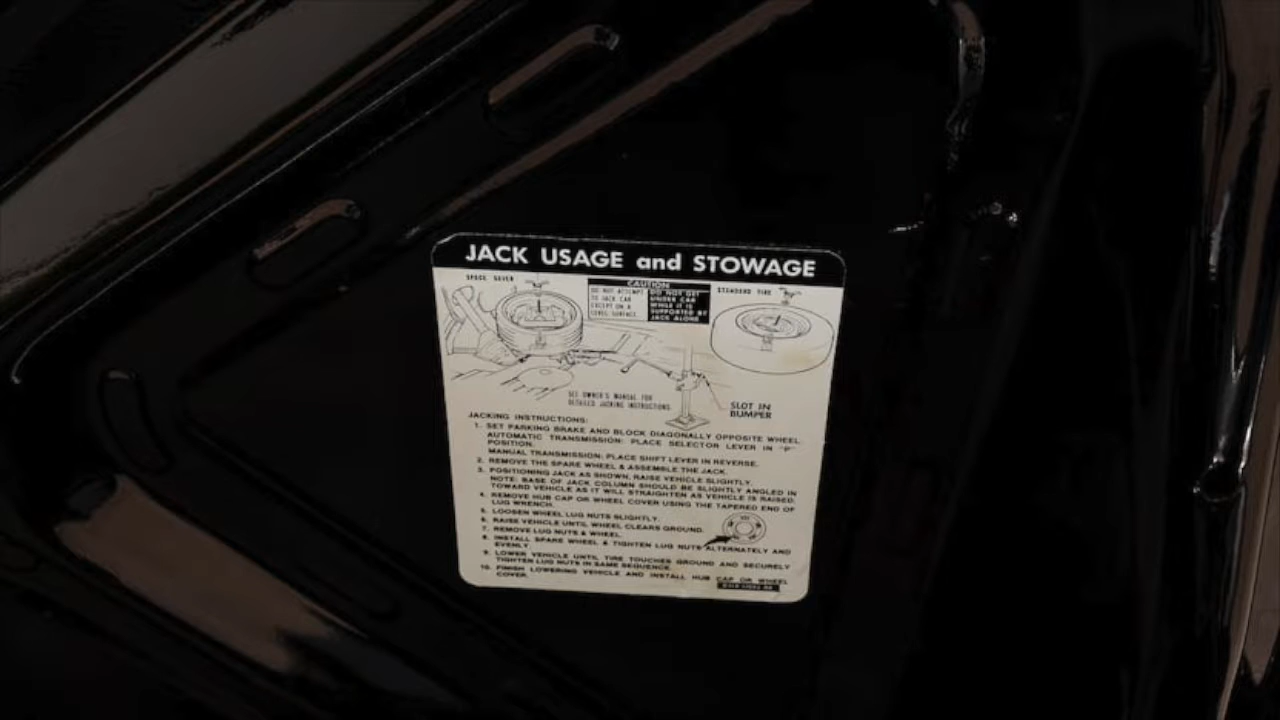 JACK USAGE and STOWAGE
SPACE SAVER
CAUTION
DO NOT ATTEMPT
TO JACK CAR
EXCEPT ON A
LEVEL SURFACE
DO NOT GET
UNDER CAR
WHILE IT IS
SUPPORTED BY
JACK ALONE
STANDARD TIRE
SEE OWNER'S MANUAL FOR
DETAILED JACKING INSTRUCTIONS
SLOT IN
BUMPER
JACKING INSTRUCTIONS:
1. SET PARKING BRAKE AND BLOCK DIAGONALLY OPPOSITE WHEEL.
AUTOMATIC TRANSMISSION: PLACE SELECTOR LEVER IN "P"
POSITION.
MANUAL TRANSMISSION: PLACE SHIFT LEVER IN REVERSE.
2. REMOVE THE SPARE WHEEL & ASSEMBLE THE JACK.
3. POSITIONING JACK AS SHOWN, RAISE VEHICLE SLIGHTLY.
NOTE: BASE OF JACK COLUMN SHOULD BE SLIGHTLY ANGLED IN
TOWARD VEHICLE AS IT WILL STRAIGHTEN AS VEHICLE IS RAISED.
4. REMOVE HUB CAP OR WHEEL COVER USING THE TAPERED END OF
LUG WRENCH.
5. LOOSEN WHEEL LUG NUTS SLIGHTLY.
6. RAISE VEHICLE UNTIL WHEEL CLEARS GROUND.
7. REMOVE LUG NUTS & WHEEL.
8. INSTALL SPARE WHEEL & TIGHTEN LUG NUTS ALTERNATELY AND
EVENLY.
9. LOWER VEHICLE UNTIL TIRE TOUCHES GROUND AND SECURELY
TIGHTEN LUG NUTS IN SAME SEQUENCE.
10. FINISH LOWERING VEHICLE AND INSTALL HUB CAP OR WHEEL
COVER.